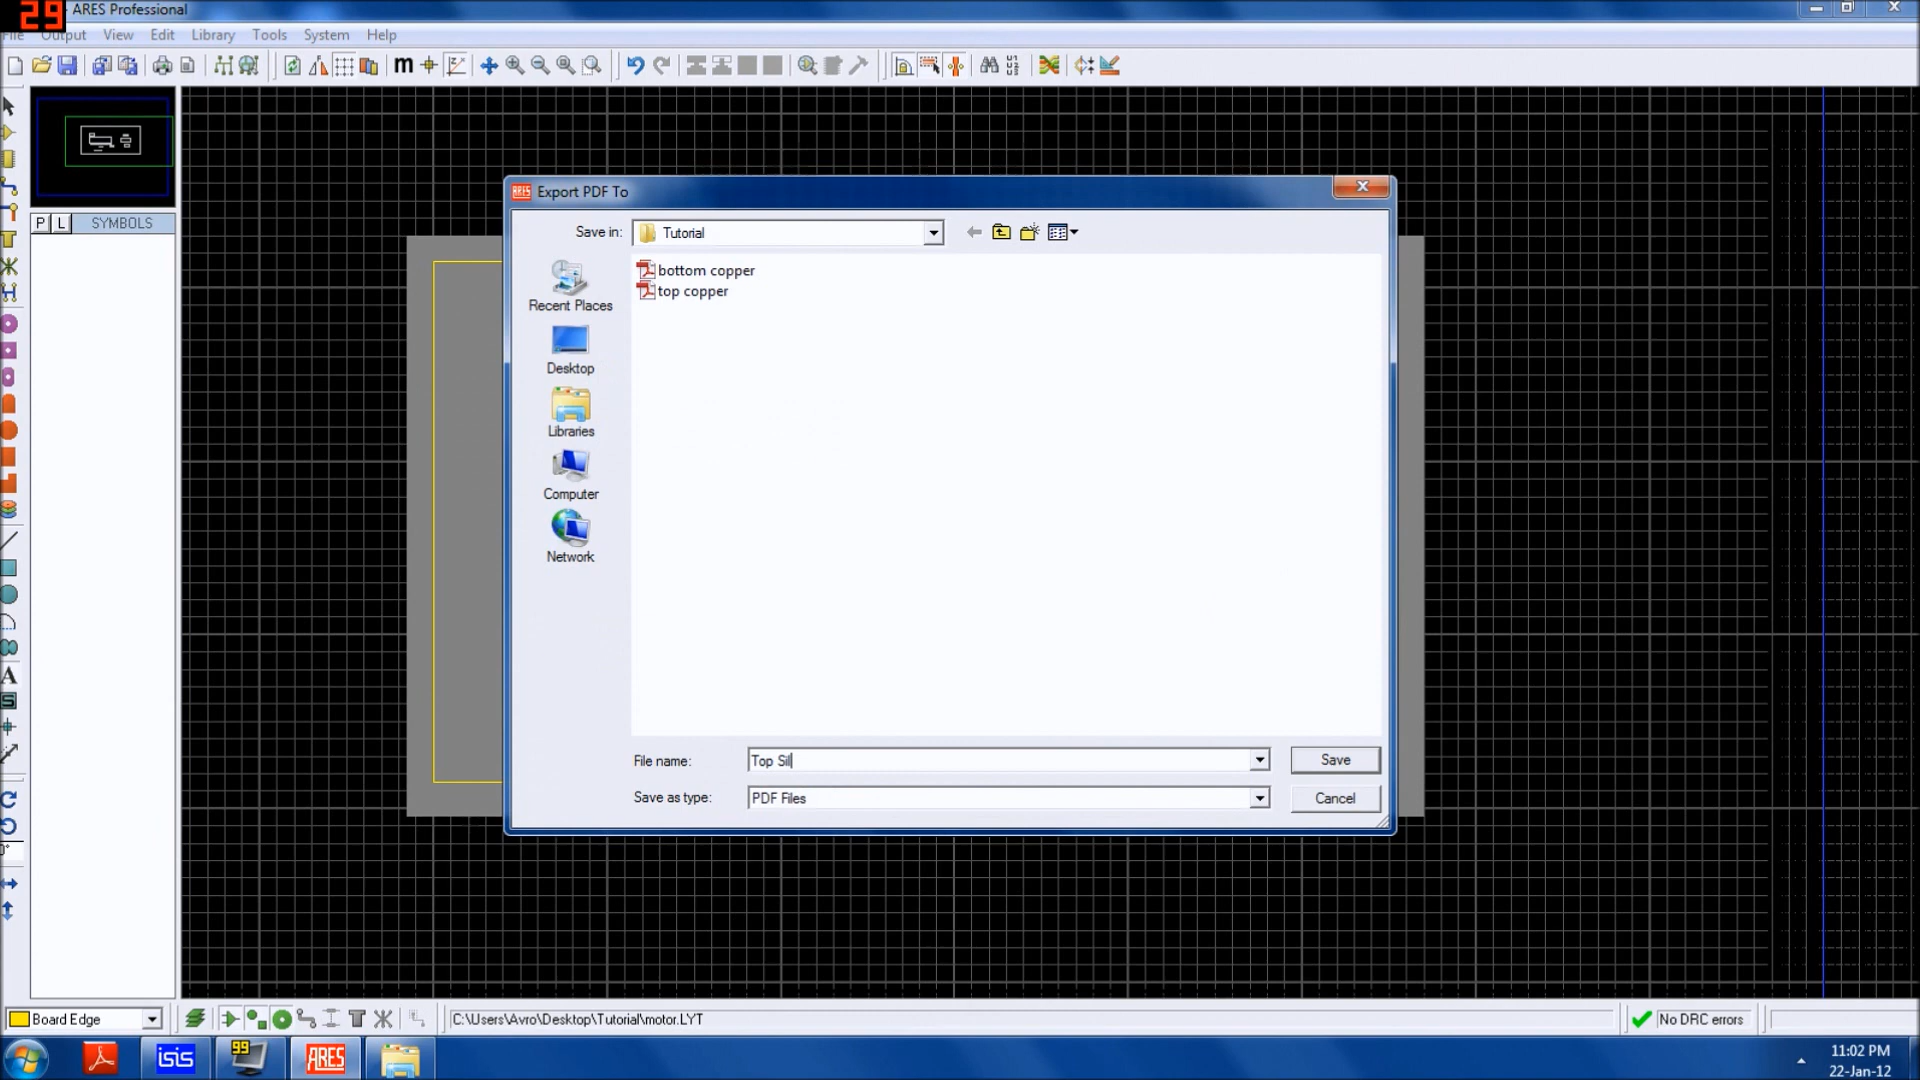 29
ARES Professional
File Output View Edit Library Tools System Help
m
P L SYMBOLS
ARES Export PDF To
Save in: Tutorial
bottom copper
top copper
Recent Places
Desktop
Libraries
Computer
Network
File name: Top Sil Save
Save as type: PDF Files Cancel
A
S
0°
Board Edge C:\Users\Avro\Desktop\Tutorial\motor.LYT No DRC errors
isis 99 ARES
11:02 PM
22-Jan-12